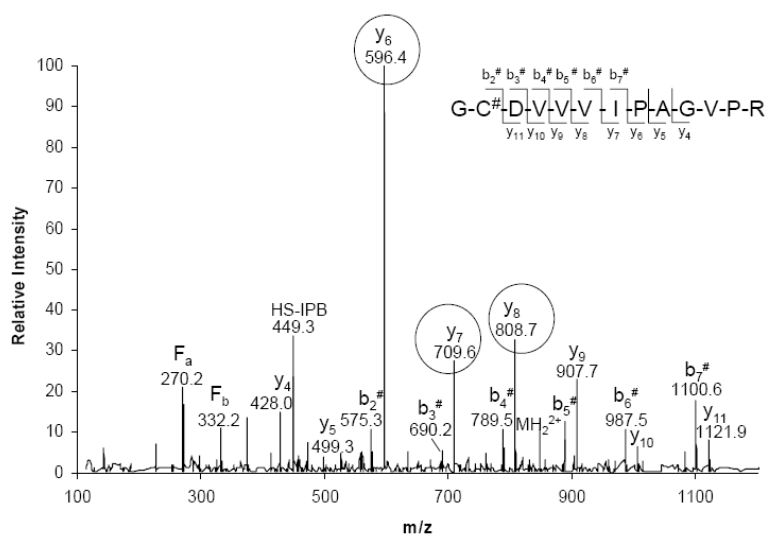 y6
596.4
b2# b3# b4# b5# b6# b7#
G-C#-D-V-V-V-I-P-A-G-V-P-R
y11 y10 y9 y8 y7 y6 y5 y4
100
90
80
70
60
50
40
30
20
10
0
Relative Intensity
Fa
270.2
Fb
332.2
y4
428.0
HS-IPB
449.3
y5
499.3
b2#
575.3
b3#
690.2
y7
709.6
b4#
789.5
y8
808.7
MH2 2+
b5#
y9
907.7
b6#
987.5
y10
b7#
1100.6
y11
1121.9
100 300 500 700 900 1100
m/z